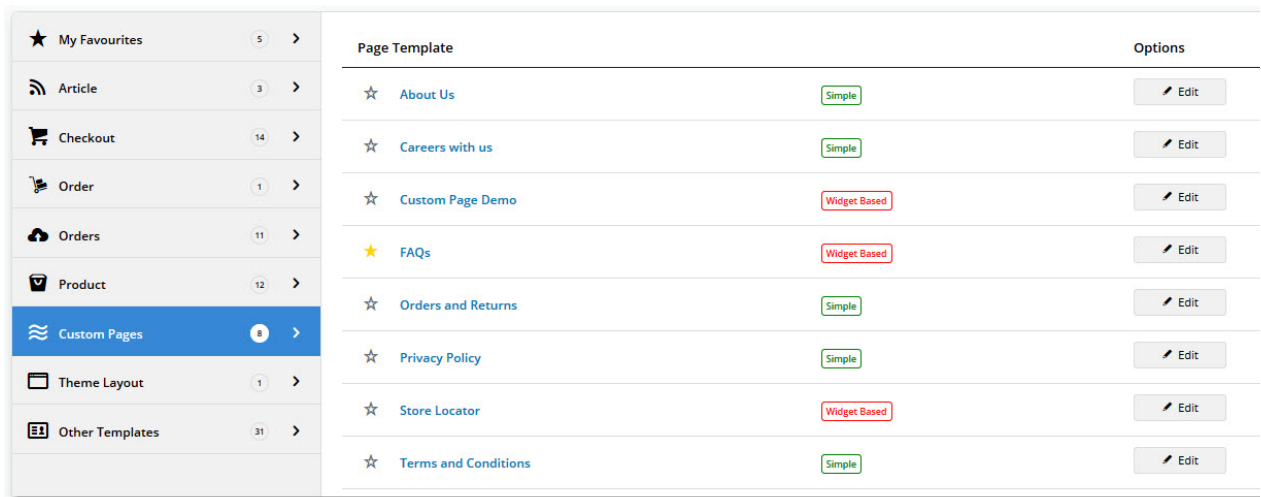 My Favourites 5
Article 3
Checkout 14
Order 1
Orders 11
Product 12
Custom Pages 8
Theme Layout 1
Other Templates 31
Page Template Options
About Us Simple Edit
Careers with us Simple Edit
Custom Page Demo Widget Based Edit
FAQs Widget Based Edit
Orders and Returns Simple Edit
Privacy Policy Simple Edit
Store Locator Widget Based Edit
Terms and Conditions Simple Edit